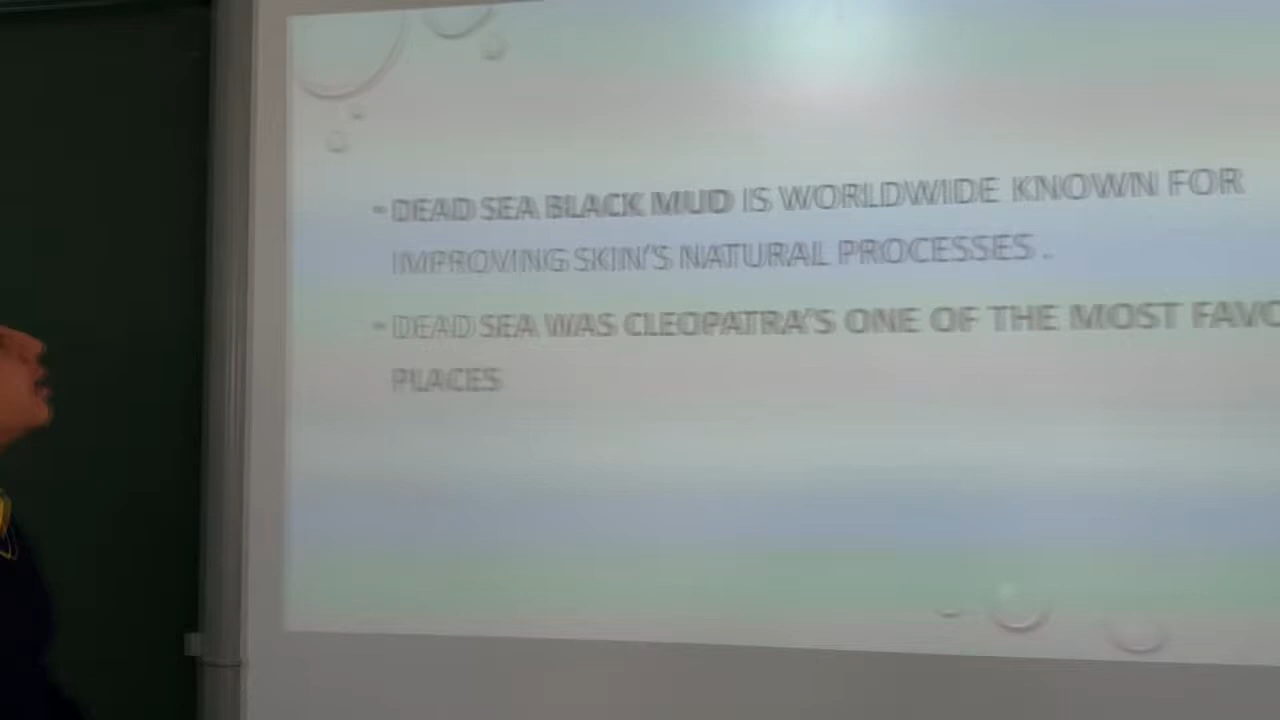 - DEAD SEA BLACK MUD IS WORLDWIDE KNOWN FOR
IMPROVING SKIN'S NATURAL PROCESSES .
- DEAD SEA WAS CLEOPATRA'S ONE OF THE MOST
PLACES